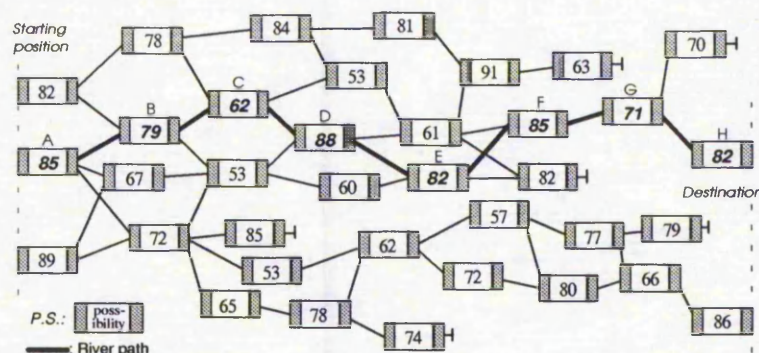 Starting
position
78
84
81
70
C
53
91
63
G
82
B
62
F
71
79
D
85
H
A
88
61
82
85
E
67
53
60
82
82
Destination
89
72
85
57
77
79
53
62
72
80
66
65
78
86
P.S.:
poss-
ibility
74
River path